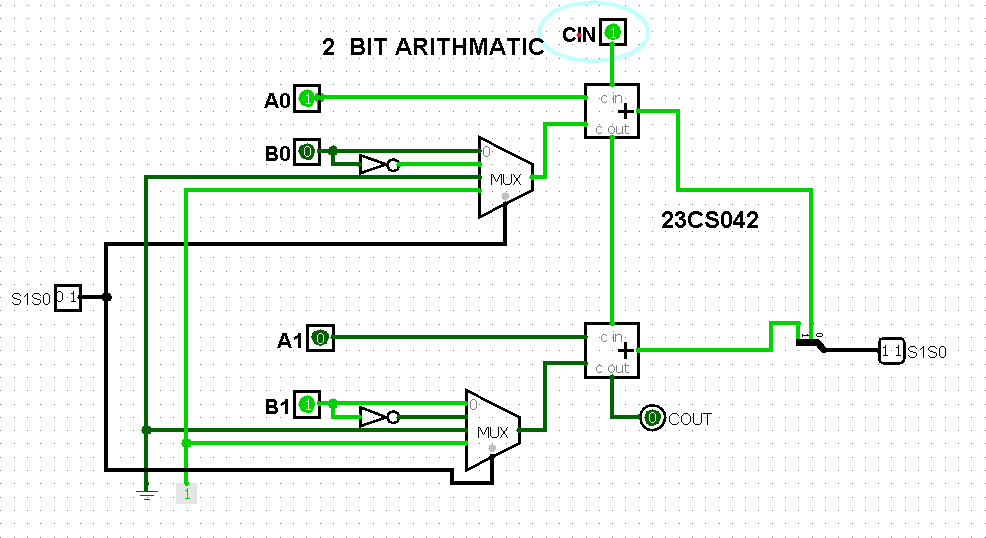 CIN 1
2 BIT ARITHMATIC
A0 1
c in
+
c out
B0 0
0
MUX
23CS042
S1S0 0 1
A1 0
c in
+
c out
1 0
1 1 S1S0
B1 1
0
MUX
0 COUT
1